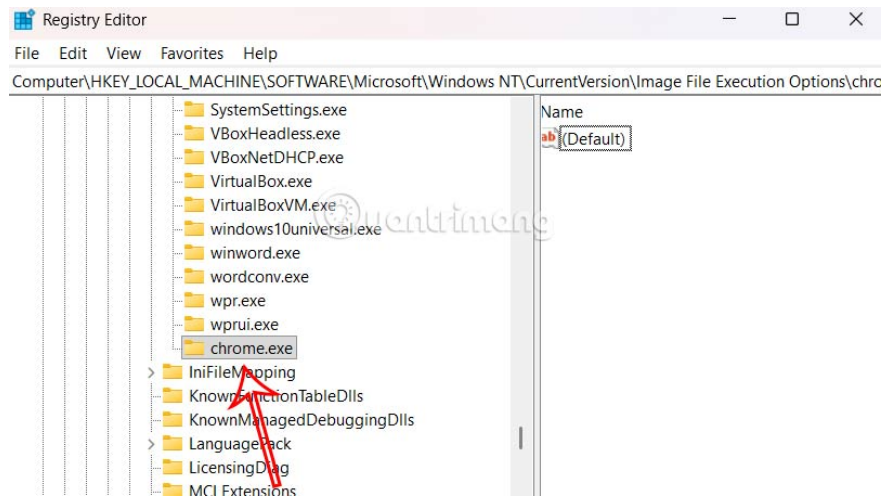 Registry Editor
File Edit View Favorites Help
Computer\HKEY_LOCAL_MACHINE\SOFTWARE\Microsoft\Windows NT\CurrentVersion\Image File Execution Options\chro
SystemSettings.exe
VBoxHeadless.exe
VBoxNetDHCP.exe
VirtualBox.exe
VirtualBoxVM.exe
windows10universal.exe
winword.exe
wordconv.exe
wpr.exe
wprui.exe
chrome.exe
IniFileMapping
KnownFunctionTableDlls
KnownManagedDebuggingDlls
LanguagePack
LicensingDiag
MCI Extensions
Name
ab (Default)
Quantrimang